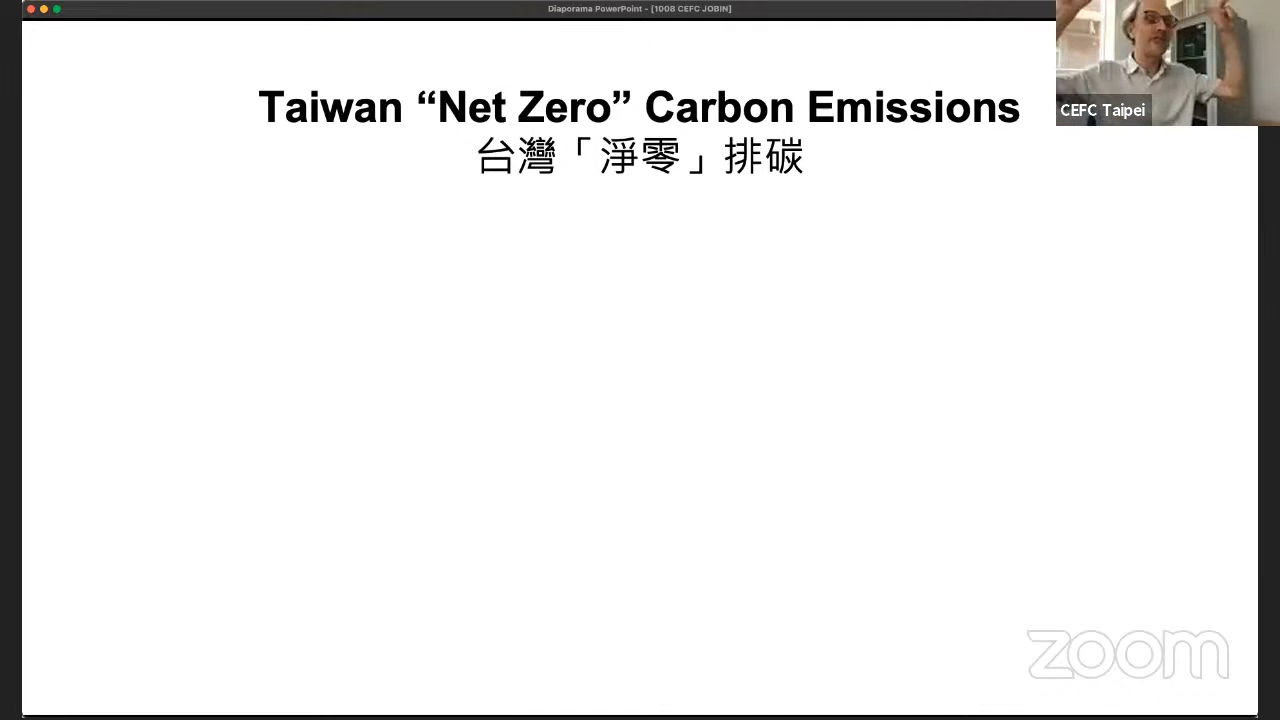 Diaporama PowerPoint - [1008 CEFC JOBIN]
Taiwan “Net Zero” Carbon Emissions
台灣「淨零」排碳
CEFC Taipei
zoom